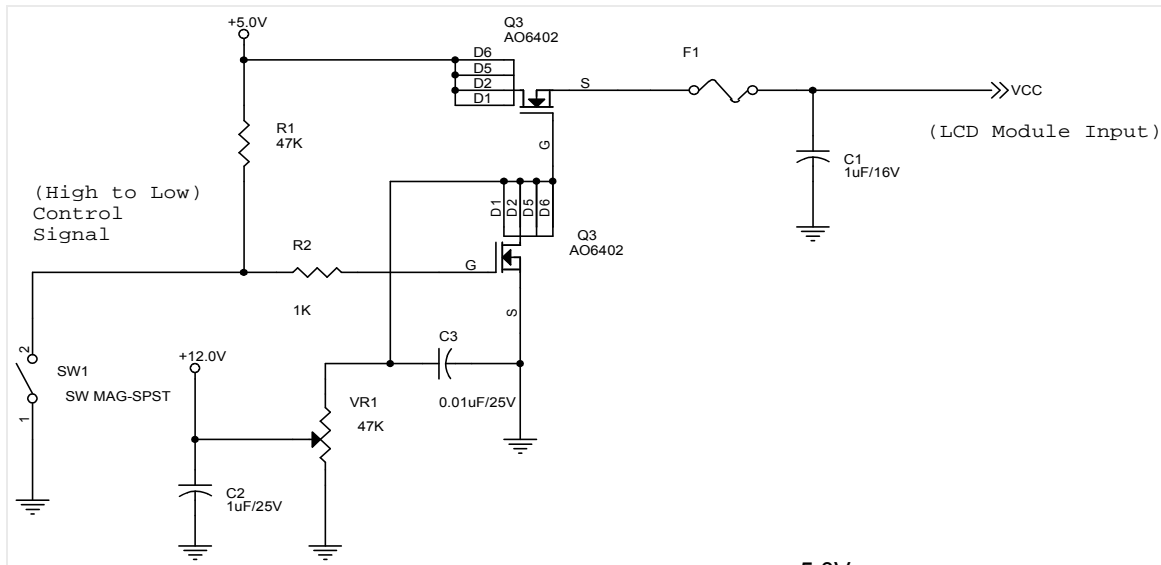 +5.0V
Q3
AO6402
D6
D5
D2
D1
S
F1
VCC
(LCD Module Input)
R1
47K
G
C1
1uF/16V
(High to Low)
Control
Signal
D1
D2
D5
D6
Q3
AO6402
R2
G
1K
S
2
SW1
SW MAG-SPST
1
+12.0V
C3
0.01uF/25V
VR1
47K
C2
1uF/25V